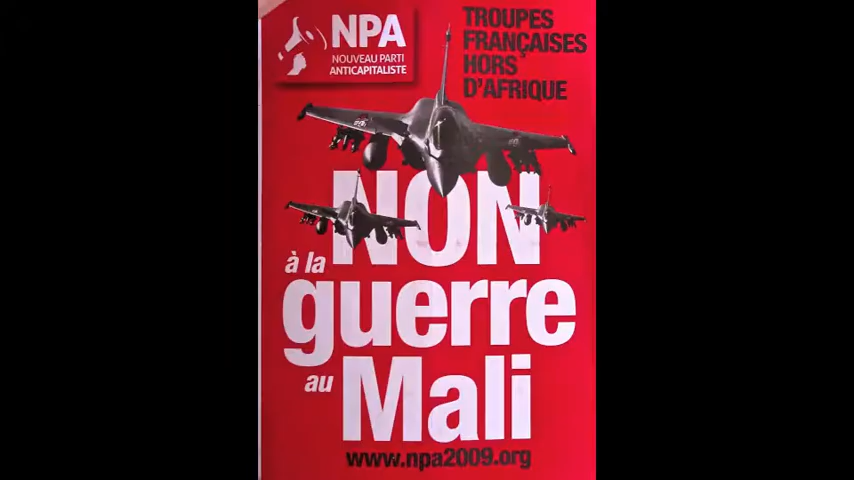 NPA
NOUVEAU PARTI
ANTICAPITALISTE
TROUPES
FRANÇAISES
HORS
D'AFRIQUE
NON
à la
guerre
au
Mali
www.npa2009.org